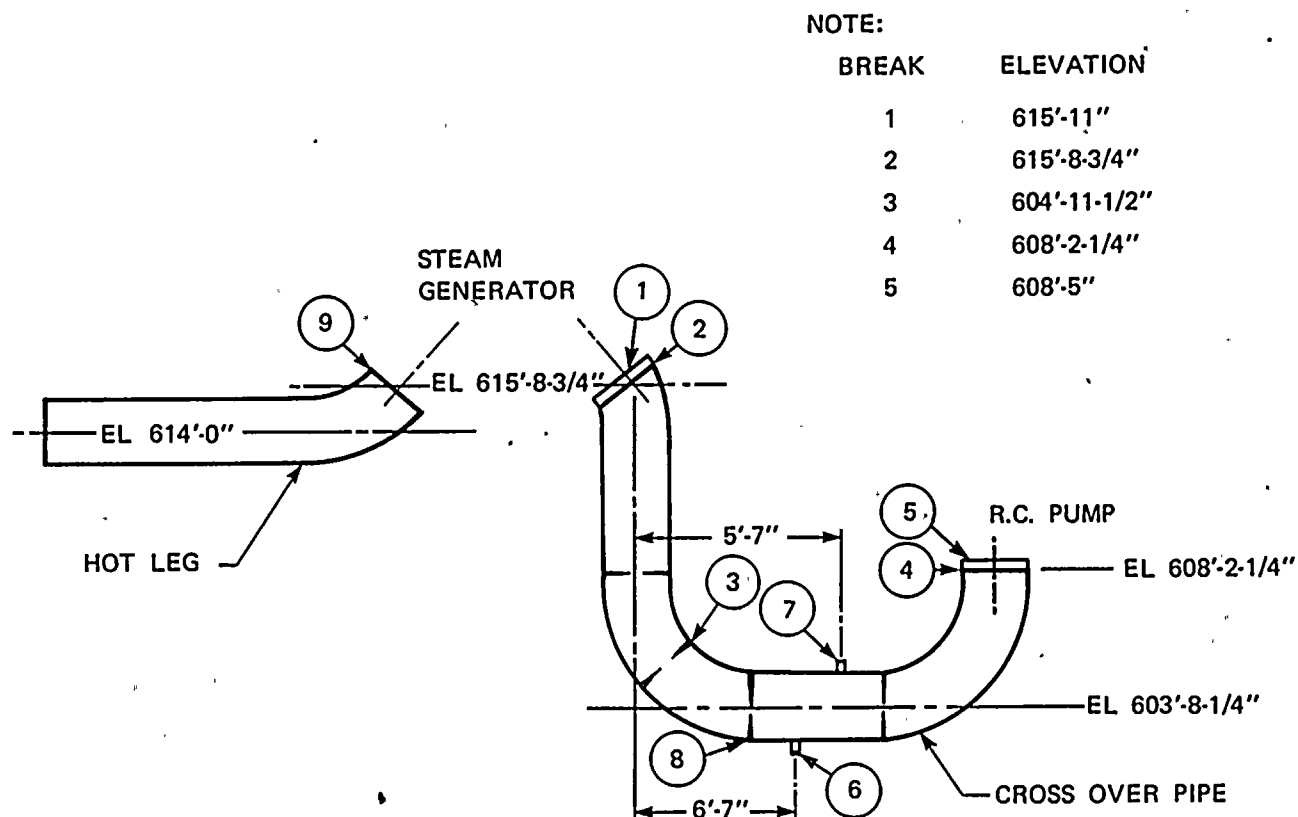 NOTE:
BREAK ELEVATION
1 615'-11"
2 615'-8-3/4"
3 604'-11-1/2"
4 608'-2-1/4"
5 608'-5"
STEAM
GENERATOR
1
2
9
EL 615'-8-3/4"
EL 614'-0"
HOT LEG
5'-7"
5
R.C. PUMP
4
EL 608'-2-1/4"
3
7
EL 603'-8-1/4"
8
6
6'-7"
CROSS OVER PIPE